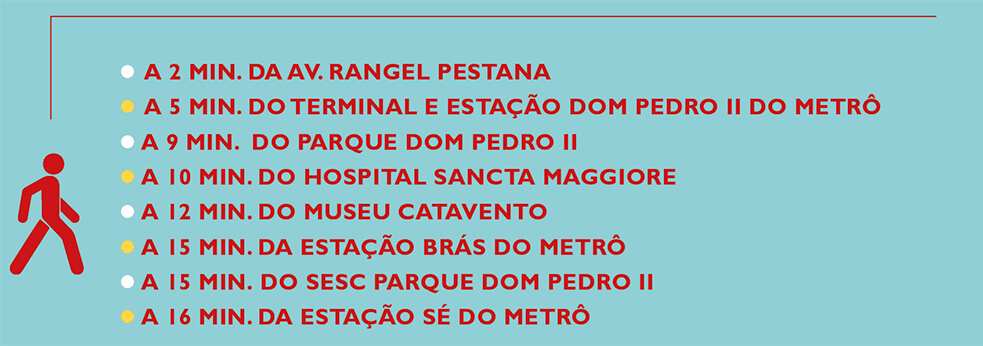 A 2 MIN. DA AV. RANGEL PESTANA
A 5 MIN. DO TERMINAL E ESTAÇÃO DOM PEDRO II DO METRÔ
A 9 MIN. DO PARQUE DOM PEDRO II
A 10 MIN. DO HOSPITAL SANCTA MAGGIORE
A 12 MIN. DO MUSEU CATAVENTO
A 15 MIN. DA ESTAÇÃO BRÁS DO METRÔ
A 15 MIN. DO SESC PARQUE DOM PEDRO II
A 16 MIN. DA ESTAÇÃO SÉ DO METRÔ